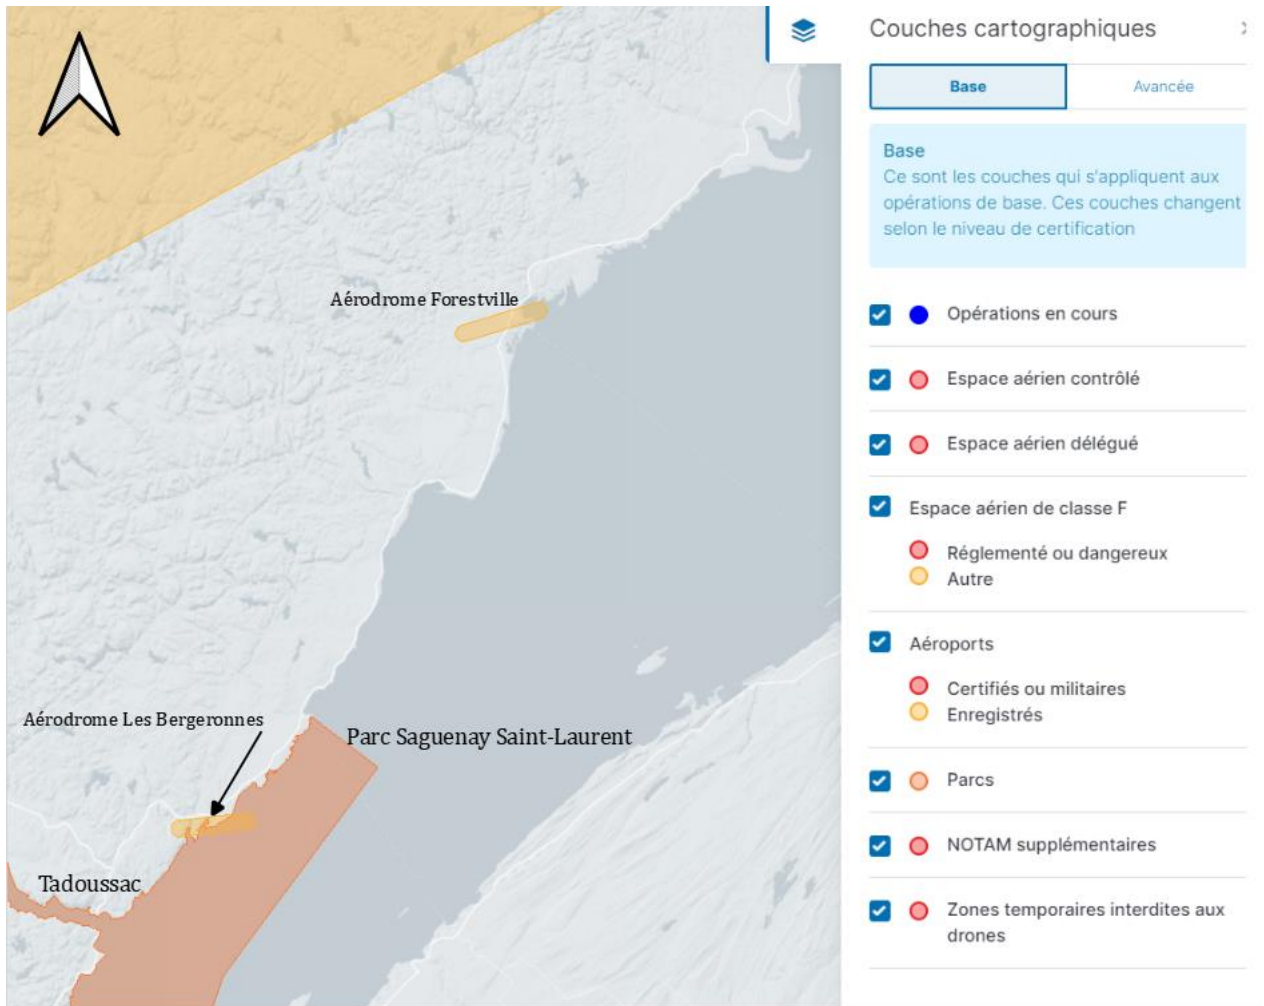 Couches cartographiques
Base
Avancée
Base
Ce sont les couches qui s'appliquent aux
opérations de base. Ces couches changent
selon le niveau de certification
Opérations en cours
Espace aérien contrôlé
Espace aérien délégué
Espace aérien de classe F
Réglementé ou dangereux
Autre
Aéroports
Certifiés ou militaires
Enregistrés
Parcs
NOTAM supplémentaires
Zones temporaires interdites aux
drones
Aérodrome Forestville
Aérodrome Les Bergeronnes
Parc Saguenay Saint-Laurent
Tadoussac